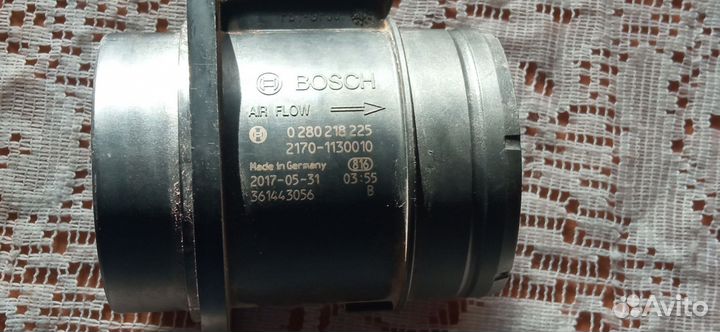 BOSCH
AIR FLOW
0 280 218 225
2170-1130010
Made in Germany 816
2017-05-31 03:55
361443056 B
Avito